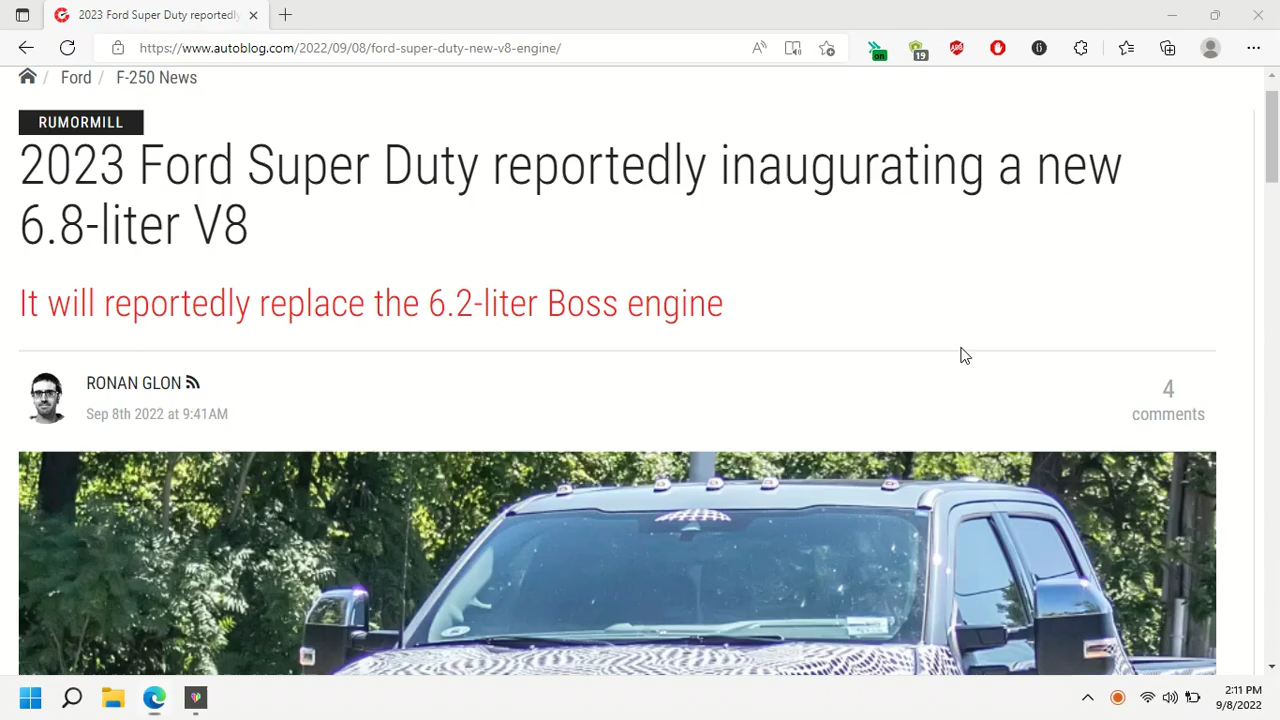 2023 Ford Super Duty reportedly
https://www.autoblog.com/2022/09/08/ford-super-duty-new-v8-engine/
on
19
ABP
Ford / F-250 News
RUMORMILL
2023 Ford Super Duty reportedly inaugurating a new
6.8-liter V8
It will reportedly replace the 6.2-liter Boss engine
RONAN GLON
Sep 8th 2022 at 9:41AM
4
comments
2:11 PM
9/8/2022